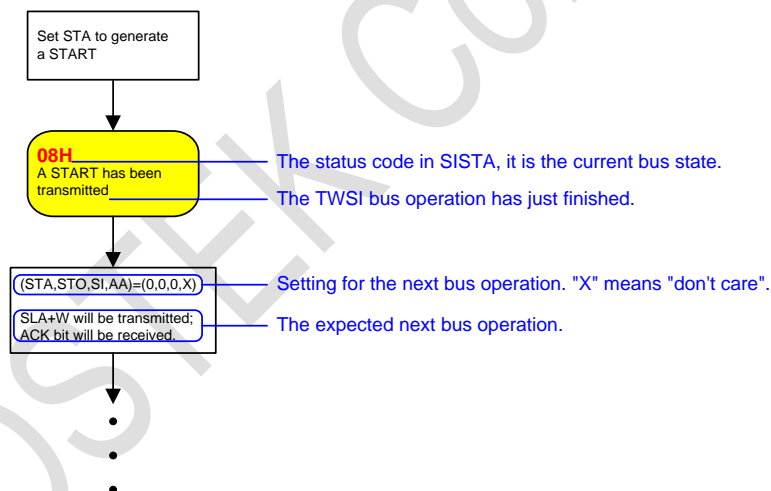 Set STA to generate
a START
08H
A START has been
transmitted
The status code in SISTA, it is the current bus state.
The TWSI bus operation has just finished.
(STA,STO,SI,AA)=(0,0,0,X)
Setting for the next bus operation. "X" means "don't care".
SLA+W will be transmitted;
ACK bit will be received.
The expected next bus operation.